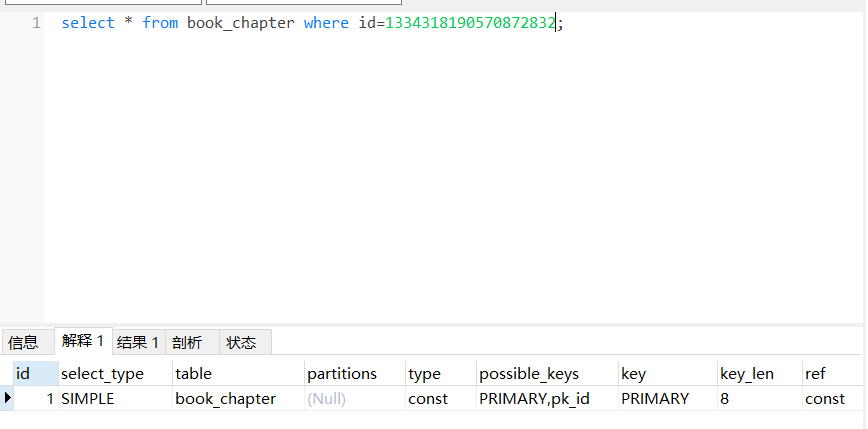 1 select * from book_chapter where id=1334318190570872832;
信息 解释 1 结果 1 剖析 状态
id select_type table partitions type possible_keys key key_len ref
1 SIMPLE book_chapter (Null) const PRIMARY,pk_id PRIMARY 8 const